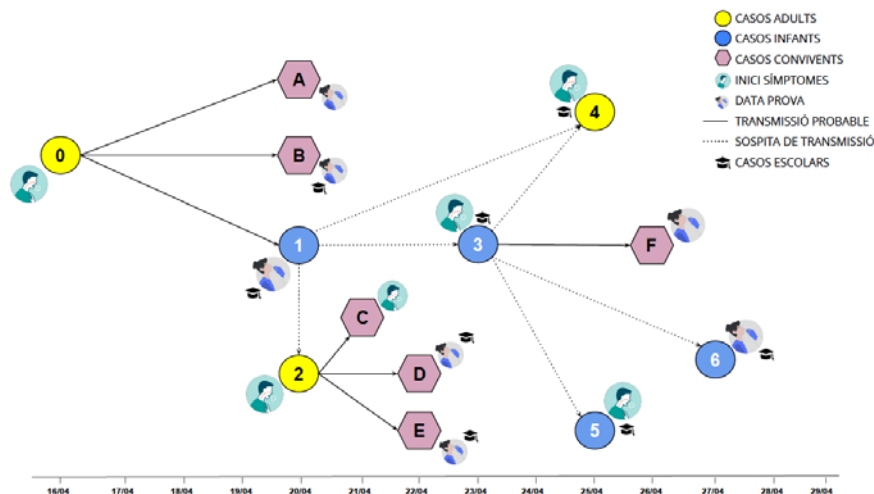 CASOS ADULTS
CASOS INFANTS
CASOS CONVIVENTS
INICI SÍMPTOMES
DATA PROVA
TRANSMISSIÓ PROBABLE
SOSPITA DE TRANSMISSIÓ
CASOS ESCOLARS
A
4
0
B
1
3
F
C
2
D
6
E
5
16/04 17/04 18/04 19/04 20/04 21/04 22/04 23/04 24/04 25/04 26/04 27/04 28/04 29/04